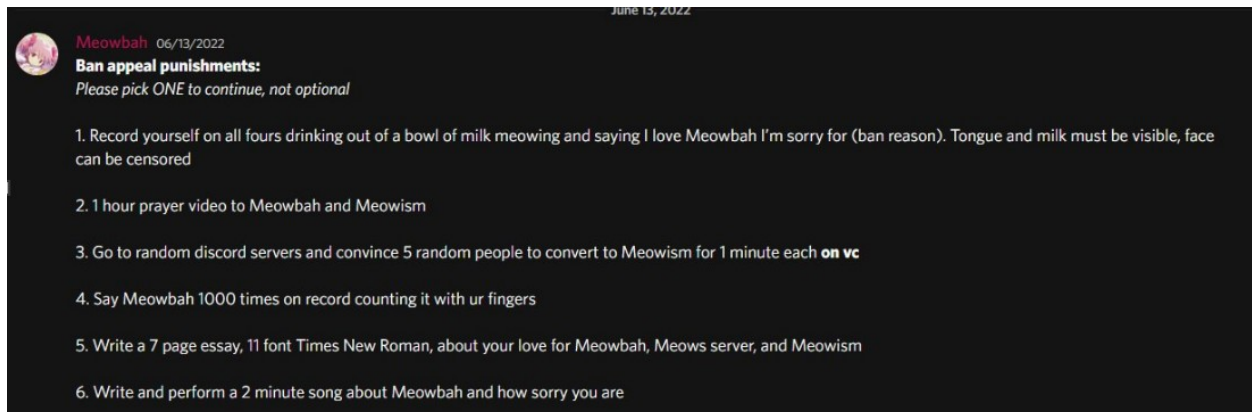 June 13, 2022
Meowbah 06/13/2022
Ban appeal punishments:
Please pick ONE to continue, not optional
1. Record yourself on all fours drinking out of a bowl of milk meowing and saying I love Meowbah I'm sorry for (ban reason). Tongue and milk must be visible, face
can be censored
2. 1 hour prayer video to Meowbah and Meowism
3. Go to random discord servers and convince 5 random people to convert to Meowism for 1 minute each on vc
4. Say Meowbah 1000 times on record counting it with ur fingers
5. Write a 7 page essay, 11 font Times New Roman, about your love for Meowbah, Meows server, and Meowism
6. Write and perform a 2 minute song about Meowbah and how sorry you are